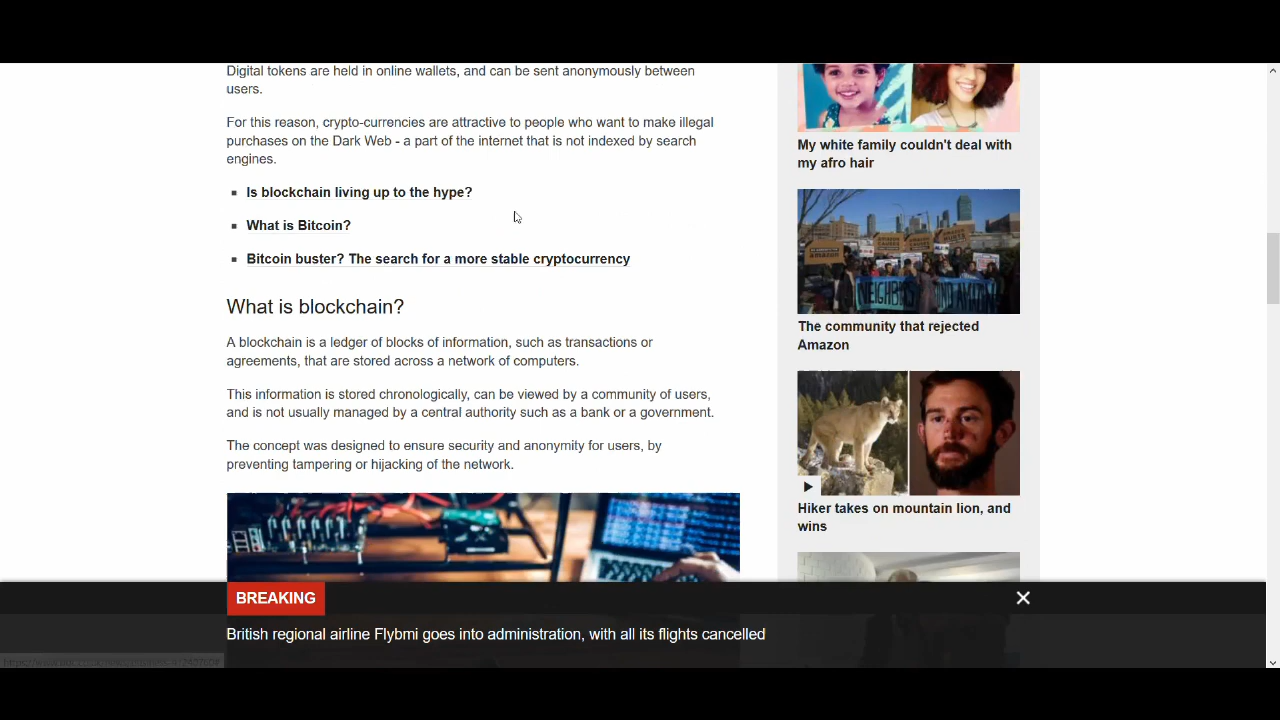 Digital tokens are held in online wallets, and can be sent anonymously between
users.
For this reason, crypto-currencies are attractive to people who want to make illegal
purchases on the Dark Web - a part of the internet that is not indexed by search
engines.
Is blockchain living up to the hype?
What is Bitcoin?
Bitcoin buster? The search for a more stable cryptocurrency
What is blockchain?
A blockchain is a ledger of blocks of information, such as transactions or
agreements, that are stored across a network of computers.
This information is stored chronologically, can be viewed by a community of users,
and is not usually managed by a central authority such as a bank or a government.
The concept was designed to ensure security and anonymity for users, by
preventing tampering or hijacking of the network.
My white family couldn't deal with
my afro hair
NEIGHB
The community that rejected
Amazon
Hiker takes on mountain lion, and
wins
BREAKING
British regional airline Flybmi goes into administration, with all its flights cancelled